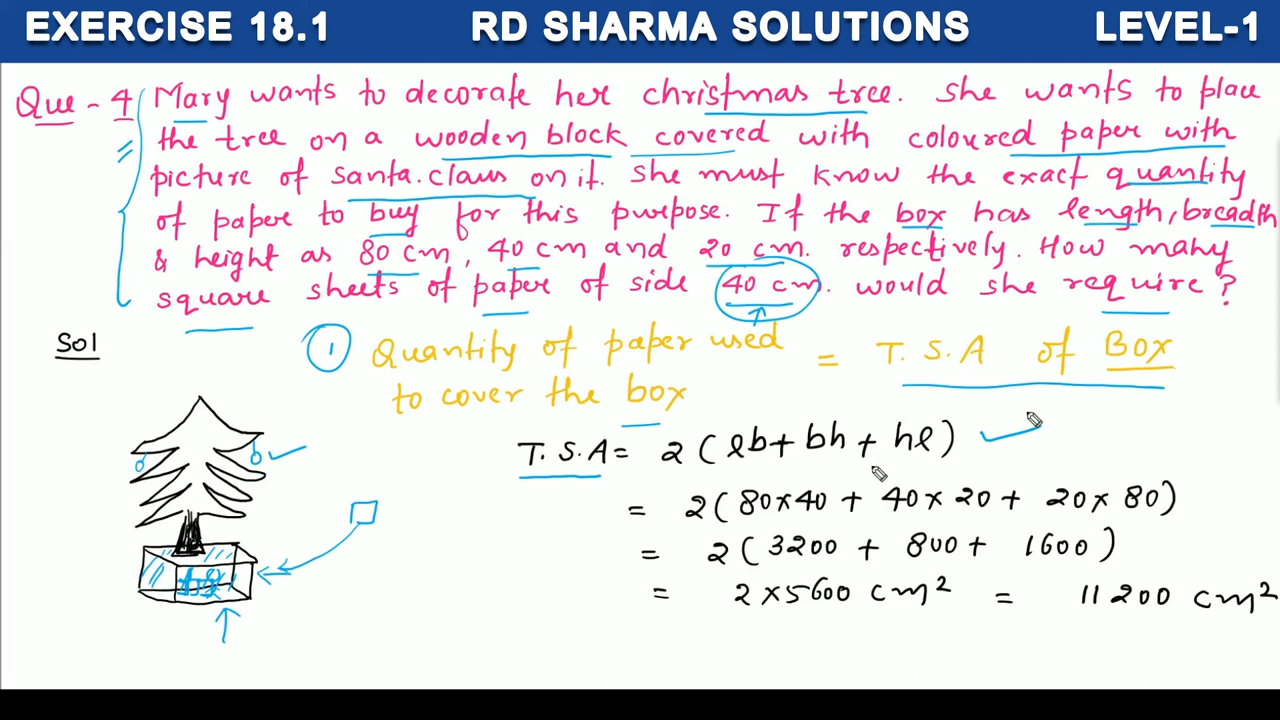 EXERCISE 18.1 RD SHARMA SOLUTIONS LEVEL-1
Que - 4 Mary wants to decorate her christmas tree. She wants to place
the tree on a wooden block covered with coloured paper with
picture of santa.claus on it. She must know the exact quantity
of paper to buy for this purpose. If the box has length, breadth
& height as 80 cm, 40 cm and 20 cm. respectively. How many
square sheets of paper of side 40 cm. would she require?
Sol
1 Quantity of paper used = T.S.A of Box
to cover the box
T.S.A = 2 ( lb + bh + hl )
= 2 ( 80 x 40 + 40 x 20 + 20 x 80 )
= 2 ( 3200 + 800 + 1600 )
= 2 x 5600 cm² = 11200 cm²